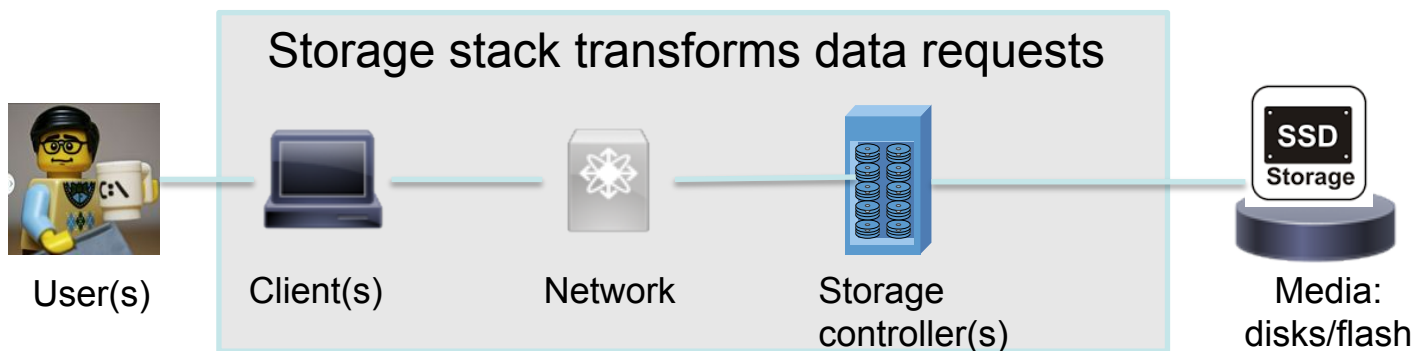 Storage stack transforms data requests
C:\
SSD
Storage
User(s)
Client(s)
Network
Storage
controller(s)
Media:
disks/flash